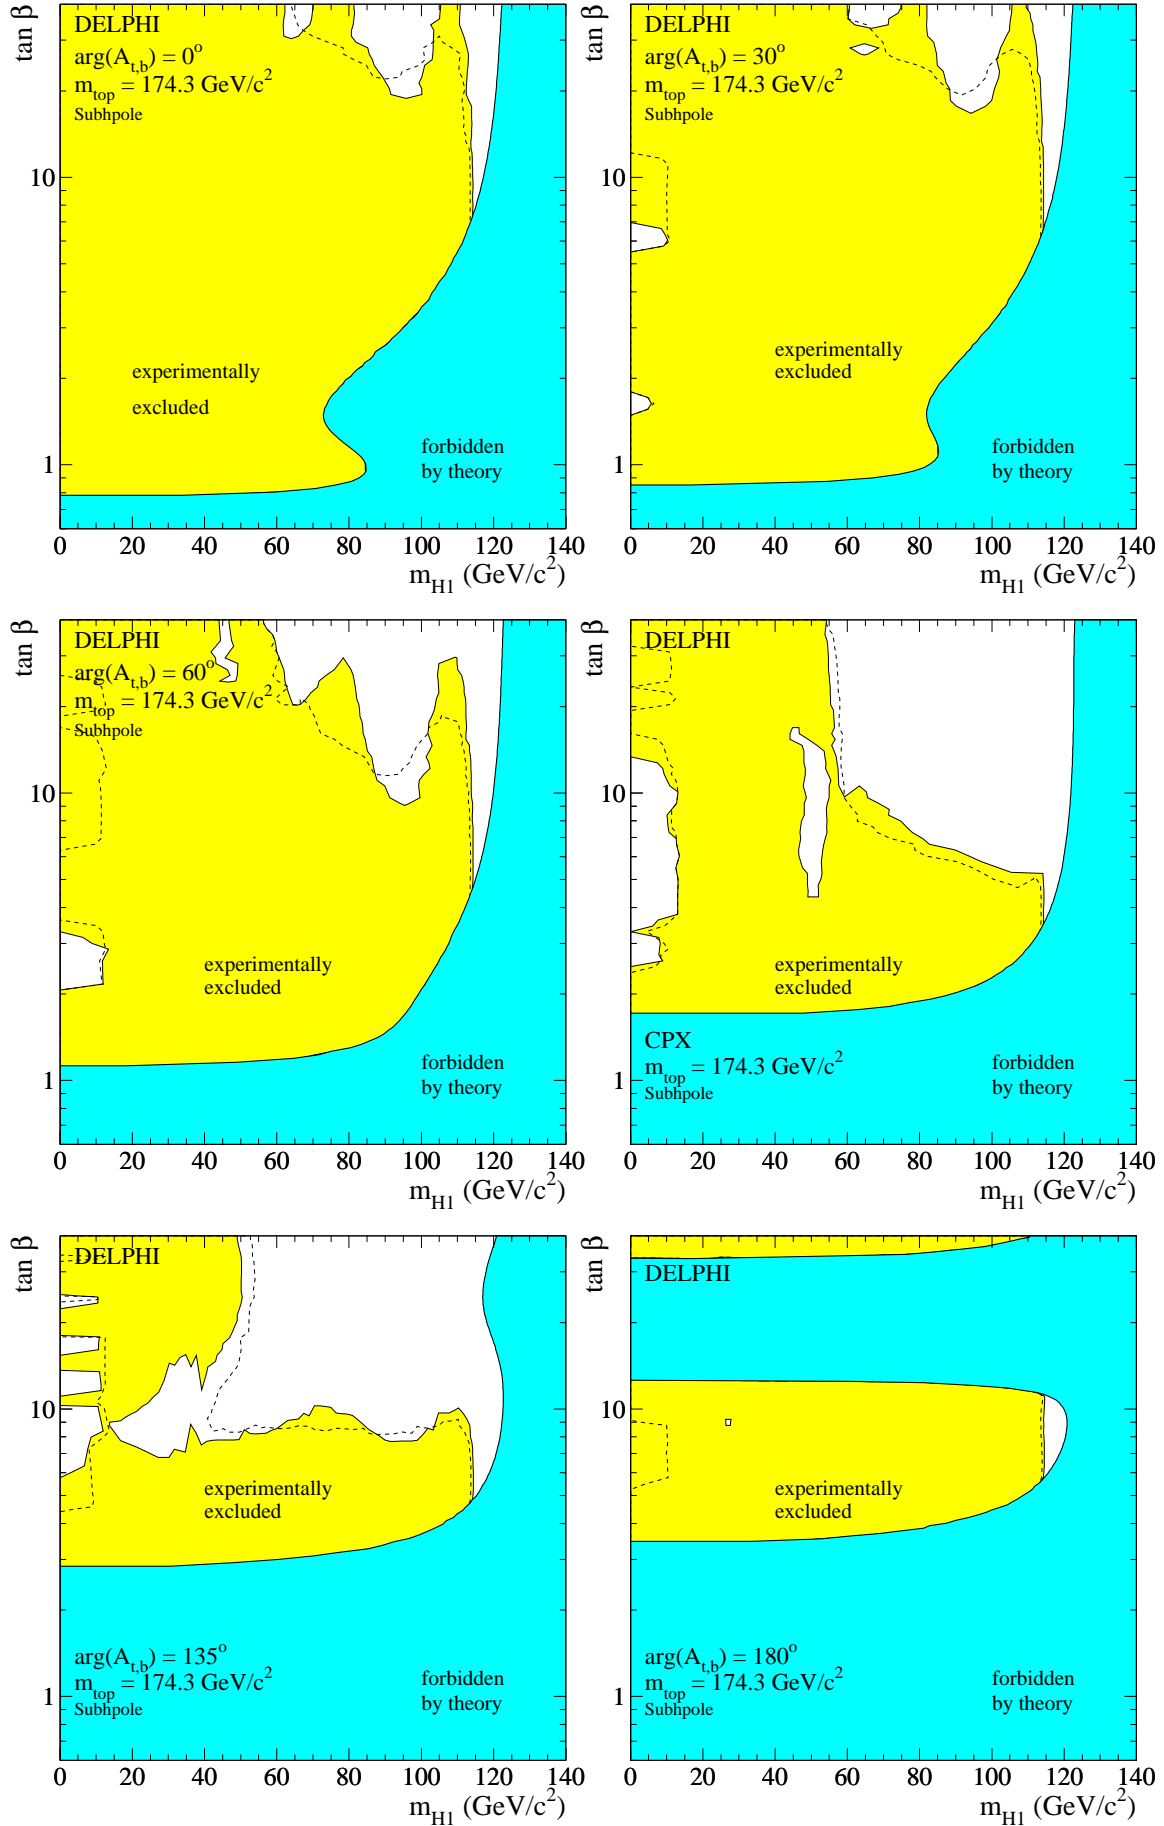 tan β
DELPHI
arg(A_t,b) = 0°
m_top = 174.3 GeV/c²
Subhpole
10
1
experimentally
excluded
forbidden
by theory
0 20 40 60 80 100 120 140
m_H1 (GeV/c²)
tan β
DELPHI
arg(A_t,b) = 30°
m_top = 174.3 GeV/c²
Subhpole
10
1
experimentally
excluded
forbidden
by theory
0 20 40 60 80 100 120 140
m_H1 (GeV/c²)
tan β
DELPHI
arg(A_t,b) = 60°
m_top = 174.3 GeV/c²
Subhpole
10
1
experimentally
excluded
forbidden
by theory
0 20 40 60 80 100 120 140
m_H1 (GeV/c²)
tan β
DELPHI
10
1
experimentally
excluded
CPX
m_top = 174.3 GeV/c²
Subhpole
forbidden
by theory
0 20 40 60 80 100 120 140
m_H1 (GeV/c²)
tan β
DELPHI
10
1
experimentally
excluded
arg(A_t,b) = 135°
m_top = 174.3 GeV/c²
Subhpole
forbidden
by theory
0 20 40 60 80 100 120 140
m_H1 (GeV/c²)
tan β
DELPHI
10
1
experimentally
excluded
arg(A_t,b) = 180°
m_top = 174.3 GeV/c²
Subhpole
forbidden
by theory
0 20 40 60 80 100 120 140
m_H1 (GeV/c²)